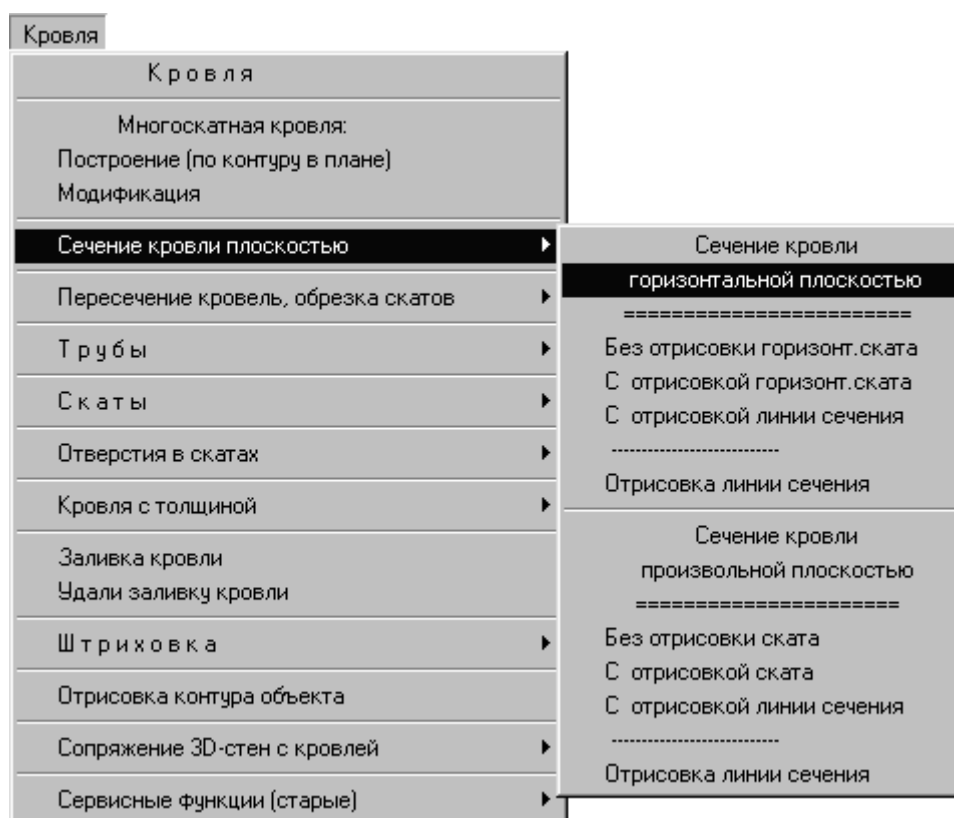 Кровля
К р о в л я
Многоскатная кровля:
Построение (по контуру в плане)
Модификация
Сечение кровли плоскостью
Пересечение кровель, обрезка скатов
Т р у б ы
С к а т ы
Отверстия в скатах
Кровля с толщиной
Заливка кровли
Удали заливку кровли
Ш т р и х о в к а
Отрисовка контура объекта
Сопряжение 3D-стен с кровлей
Сервисные функции (старые)
Сечение кровли
горизонтальной плоскостью
========================
Без отрисовки горизонт.ската
С  отрисовкой горизонт.ската
С  отрисовкой линии сечения
----------------------------
Отрисовка линии сечения
Сечение кровли
произвольной плоскостью
======================
Без отрисовки ската
С  отрисовкой ската
С  отрисовкой линии сечения
----------------------------
Отрисовка линии сечения